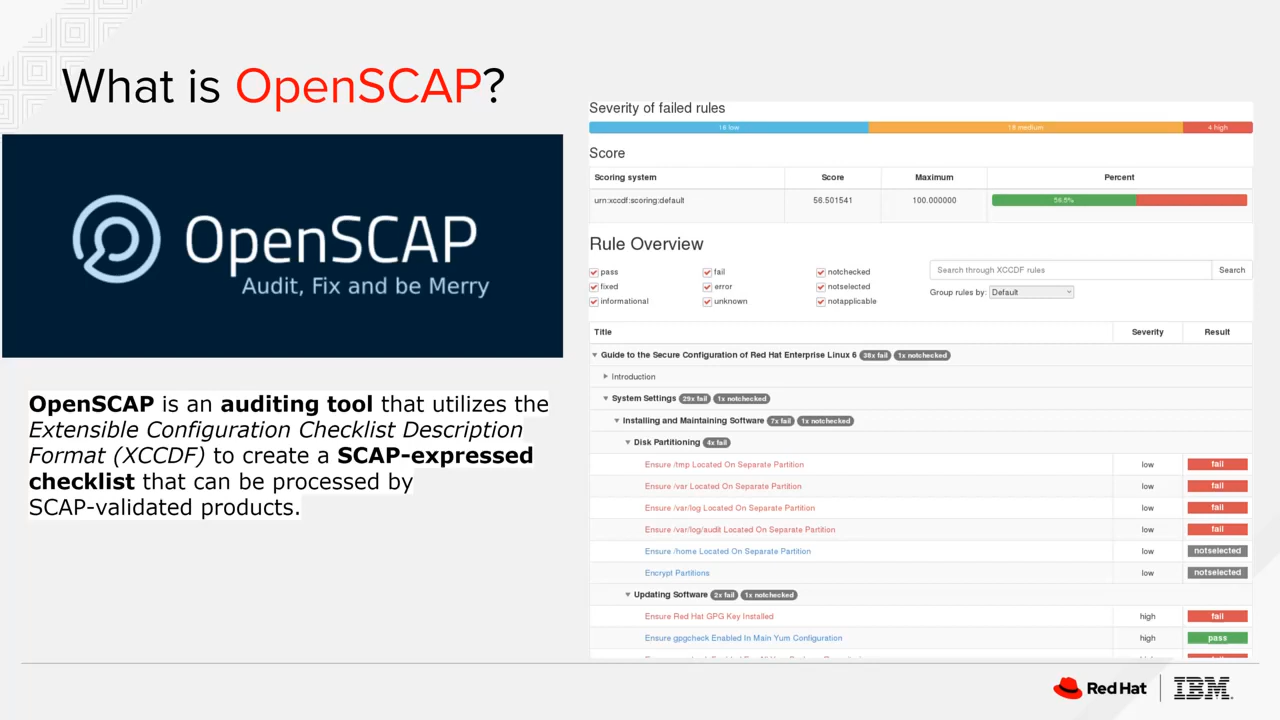 What is OpenSCAP?
OpenSCAP
Audit, Fix and be Merry
OpenSCAP is an auditing tool that utilizes the
Extensible Configuration Checklist Description
Format (XCCDF) to create a SCAP-expressed
checklist that can be processed by
SCAP-validated products.
Severity of failed rules
16 low 18 medium 4 high
Score
Scoring system Score Maximum Percent
urn:xccdf:scoring:default 56.501541 100.000000 56.5%
Rule Overview
pass fail notchecked
fixed error notselected
informational unknown notapplicable
Search through XCCDF rules Search
Group rules by: Default
Title Severity Result
Guide to the Secure Configuration of Red Hat Enterprise Linux 6 38x fail 1x notchecked
Introduction
System Settings 29x fail 1x notchecked
Installing and Maintaining Software 7x fail 1x notchecked
Disk Partitioning 4x fail
Ensure /tmp Located On Separate Partition low fail
Ensure /var Located On Separate Partition low fail
Ensure /var/log Located On Separate Partition low fail
Ensure /var/log/audit Located On Separate Partition low fail
Ensure /home Located On Separate Partition low notselected
Encrypt Partitions low notselected
Updating Software 2x fail 1x notchecked
Ensure Red Hat GPG Key Installed high fail
Ensure gpgcheck Enabled In Main Yum Configuration high pass
Red Hat IBM